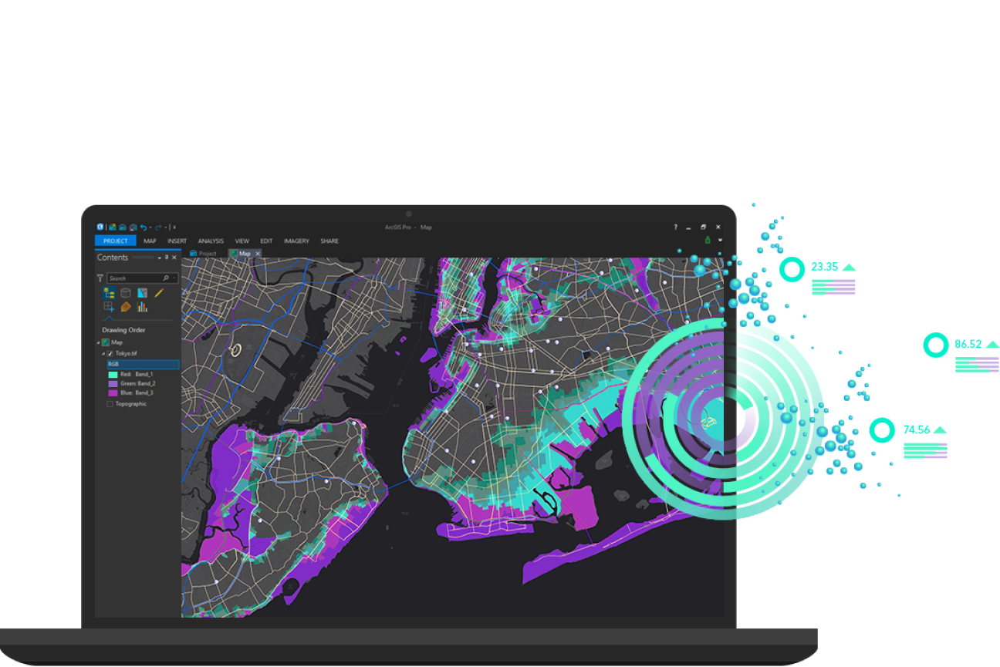 ArcGIS Pro - Map
?
PROJECT MAP INSERT ANALYSIS VIEW EDIT IMAGERY SHARE
Contents
Project
Map
Search
Drawing Order
Map
Tokyo.tif
RGB
Red: Band_1
Green: Band_2
Blue: Band_3
Topographic
23.35
86.52
74.56